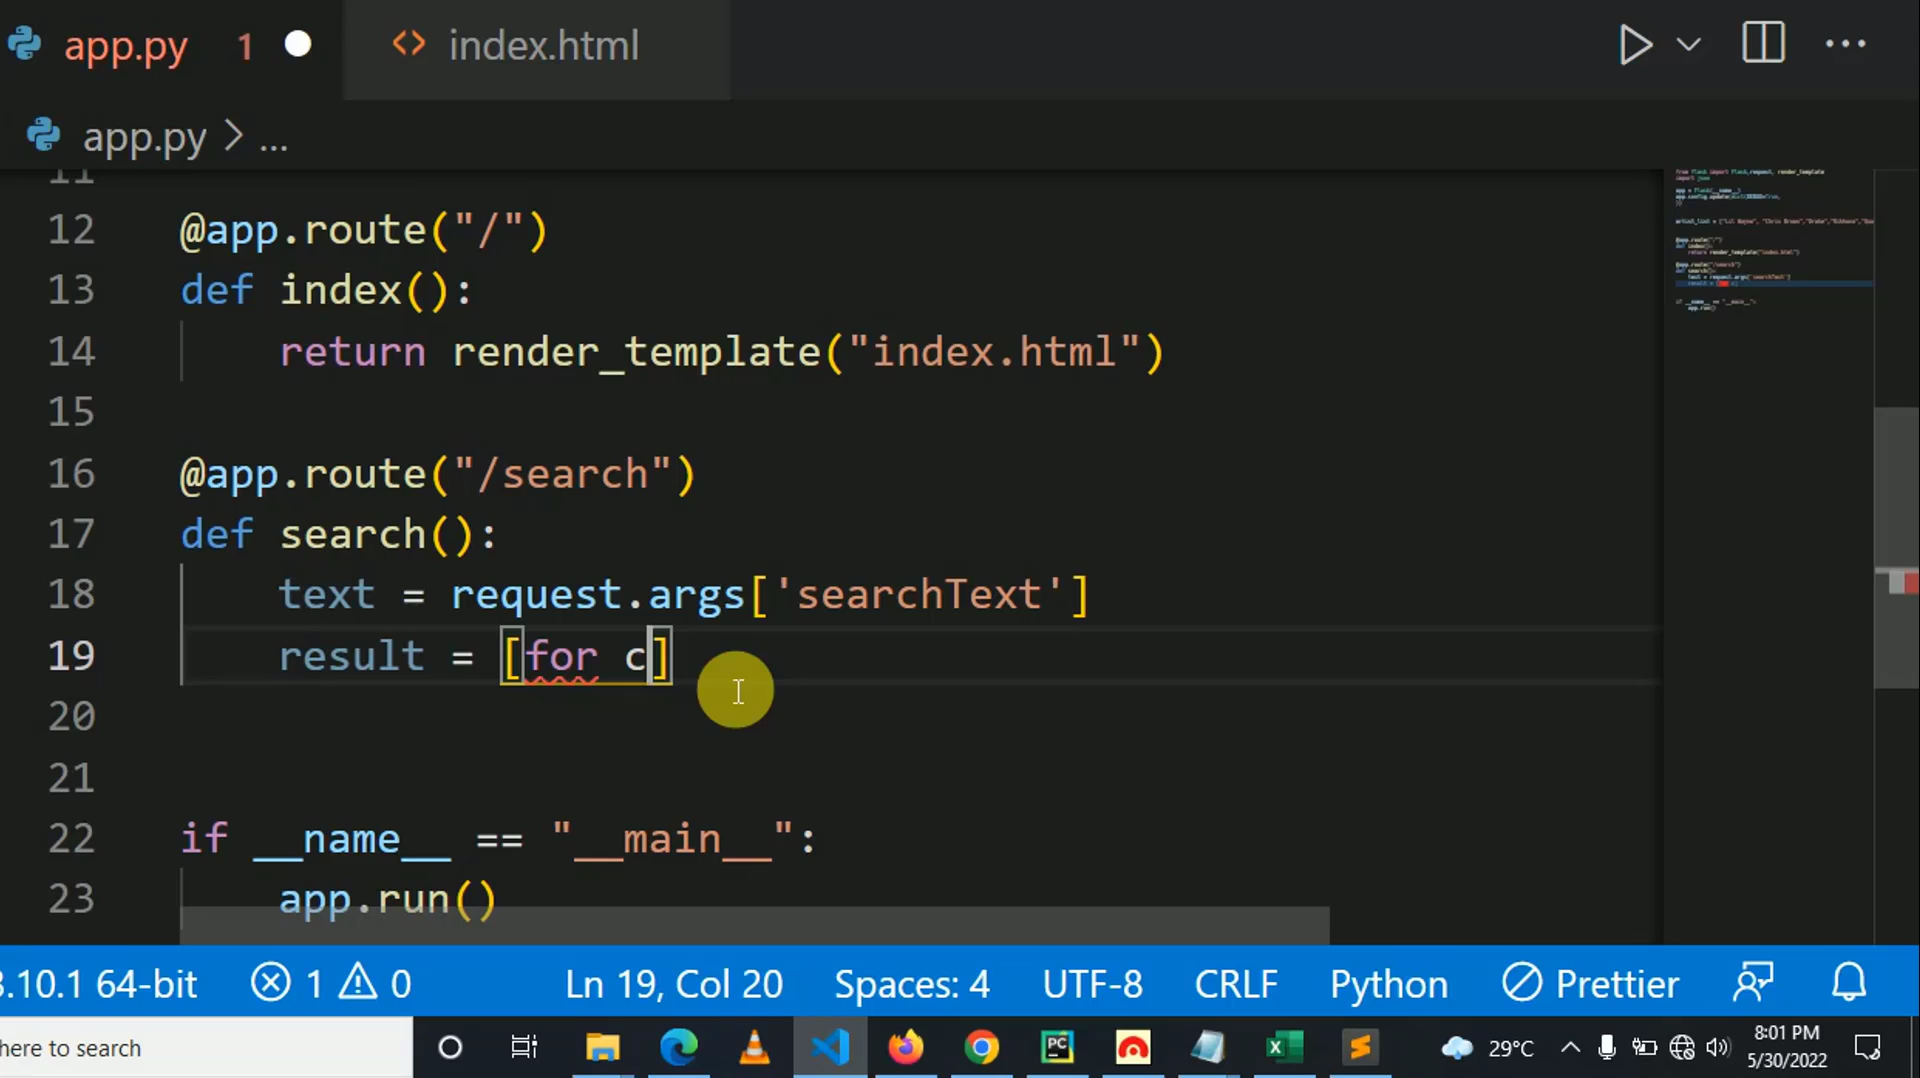 app.py 1 index.html
app.py > ...
11
12 @app.route("/")
13 def index():
14 return render_template("index.html")
15
16 @app.route("/search")
17 def search():
18 text = request.args['searchText']
19 result = [for c]
20
21
22 if __name__ == "__main__":
23 app.run()
3.10.1 64-bit 1 0 Ln 19, Col 20 Spaces: 4 UTF-8 CRLF Python Prettier
here to search PC X S 29°C 8:01 PM
5/30/2022